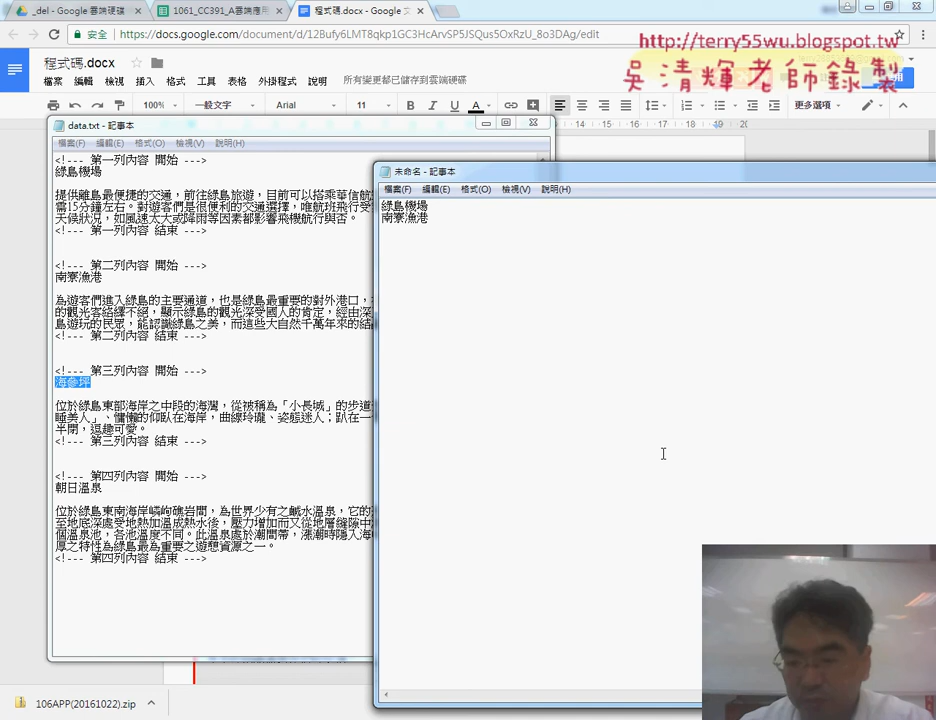 _del - Google 雲端硬碟
1061_CC391_A雲端應用
程式碼.docx - Google 文
安全
https://docs.google.com/document/d/12Bufy6LMT8qkp1GC3HcArvSP5JSQus5OxRzU_8o3DAg/edit
http://terry55wu.blogspot.tw
吳清輝老師錄製
程式碼.docx
檔案 編輯 檢視 插入 格式 工具 表格 外掛程式 說明 所有變更都已儲存到雲端硬碟
100% 一般文字 Arial 11 B I U A 更多選項
13 14 15 16 17 18 19
data.txt - 記事本
檔案(F) 編輯(E) 格式(O) 檢視(V) 說明(H)
<!--- 第一列內容 開始 --->
綠島機場
提供離島最便捷的交通，前往綠島旅遊，目前可以搭乘華信航
需15分鐘左右。對遊客們是很便利的交通選擇，唯航班飛行受
天候狀況，如風速太大或降雨等因素都影響飛機航行與否。
<!--- 第一列內容 結束 --->
<!--- 第二列內容 開始 --->
南寮漁港
為遊客們進入綠島的主要通道，也是綠島最重要的對外港口，
的觀光客絡繹不絕，顯示綠島的觀光深受國人的肯定，經由深
島遊玩的民眾，能認識綠島之美，而這些大自然千萬年來的結
<!--- 第二列內容 結束 --->
<!--- 第三列內容 開始 --->
海參坪
位於綠島東部海岸之中段的海灣，從被稱為「小長城」的步道
睡美人」、慵懶的仰臥在海岸，曲線玲瓏、姿態迷人；趴在一
半閉，逗趣可愛。
<!--- 第三列內容 結束 --->
<!--- 第四列內容 開始 --->
朝日溫泉
位於綠島東南海岸嶙峋礁岩間，為世界少有之鹹水溫泉，它的
至地底深處受地熱加溫成熱水後，壓力增加而又從地層縫隙中
個溫泉池，各池溫度不同。此溫泉處於潮間帶，漲潮時隱入海
厚之特性為綠島最為重要之遊憩資源之一。
<!--- 第四列內容 結束 --->
未命名 - 記事本
檔案(F) 編輯(E) 格式(O) 檢視(V) 說明(H)
綠島機場
南寮漁港
106APP(20161022).zip